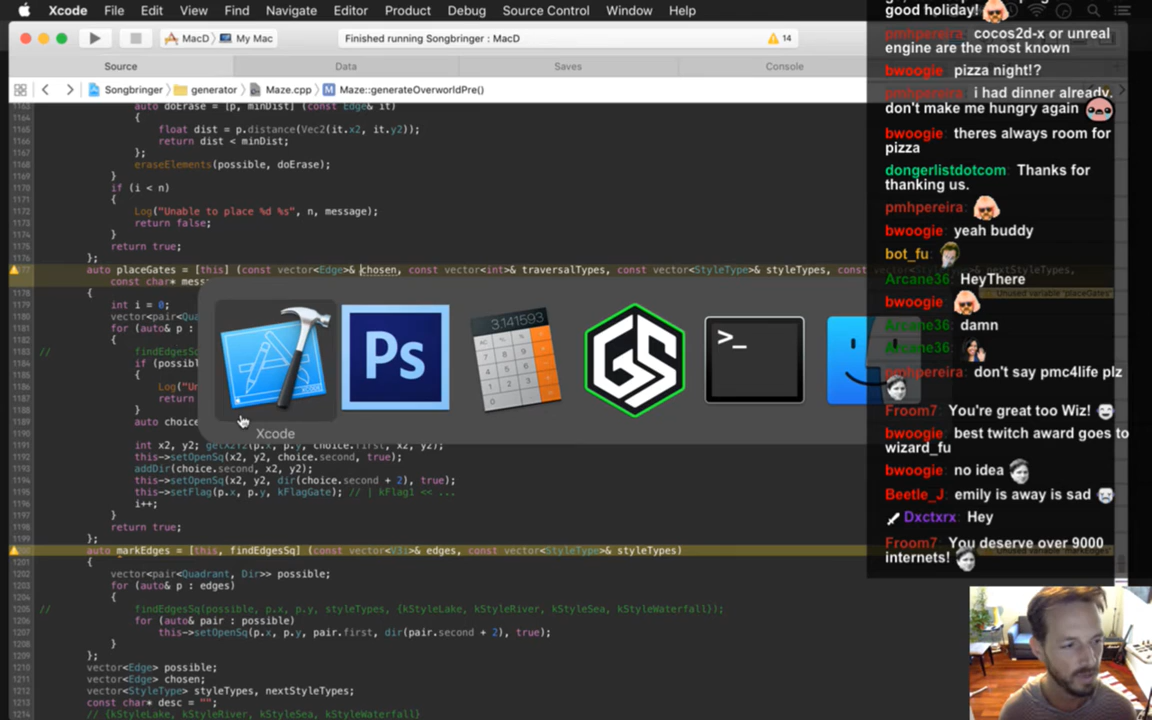 Xcode File Edit View Find Navigate Editor Product Debug Source Control Window Help
MacD My Mac Finished running Songbringer : MacD 14
Source Data Saves Console
Songbringer generator Maze.cpp Maze::generateOverworldPre()
auto doErase = [p, minDist] (const Edge& it)
{
float dist = p.distance(Vec2(it.x2, it.y2));
return dist < minDist;
};
eraseElements(possible, doErase);
}
if (i < n)
{
Log("Unable to place %d %s", n, message);
return false;
}
return true;
};
auto placeGates = [this] (const vector<Edge>& chosen, const vector<int>& traversalTypes, const vector<StyleType>& styleTypes,
const char* mess
{
int i = 0;
vector<pair<Qu
for (auto& p :
{
// findEdgesSq
if (possib
{
Log("Un
return
}
auto choice
int x2, y2; getX2Y2(p.x, p.y, choice.first, x2, y2);
this->setOpenSq(x2, y2, choice.second, true);
addDir(choice.second, x2, y2);
this->setOpenSq(x2, y2, dir(choice.second + 2), true);
this->setFlag(p.x, p.y, kFlagGate); // | kFlag1 << ...
i++;
}
return true;
};
auto markEdges = [this, findEdgesSq] (const vector<V3i>& edges, const vector<StyleType>& styleTypes)
{
vector<pair<Quadrant, Dir>> possible;
for (auto& p : edges)
{
// findEdgesSq(possible, p.x, p.y, styleTypes, {kStyleLake, kStyleRiver, kStyleSea, kStyleWaterfall});
for (auto& pair : possible)
this->setOpenSq(p.x, p.y, pair.first, dir(pair.second + 2), true);
}
};
vector<Edge> possible;
vector<Edge> chosen;
vector<StyleType> styleTypes, nextStyleTypes;
const char* desc = "";
// {kStyleLake, kStyleRiver, kStyleSea, kStyleWaterfall}
Ps
3.141593
GS
>_
Xcode
good holiday!
pmhpereira: cocos2d-x or unreal
engine are the most known
bwoogie: pizza night!?
pmhpereira: i had dinner already.
don't make me hungry again
bwoogie: theres always room for
pizza
dongerlistdotcom: Thanks for
thanking us.
pmhpereira:
bwoogie: yeah buddy
bot_fu:
Arcane36: HeyThere
bwoogie:
Arcane36: damn
Arcane36:
pmhpereira: don't say pmc4life plz
Froom7: You're great too Wiz!
bwoogie: best twitch award goes to
wizard_fu
bwoogie: no idea
Beetle_J: emily is away is sad
Dxctxrx: Hey
Froom7: You deserve over 9000
internets!